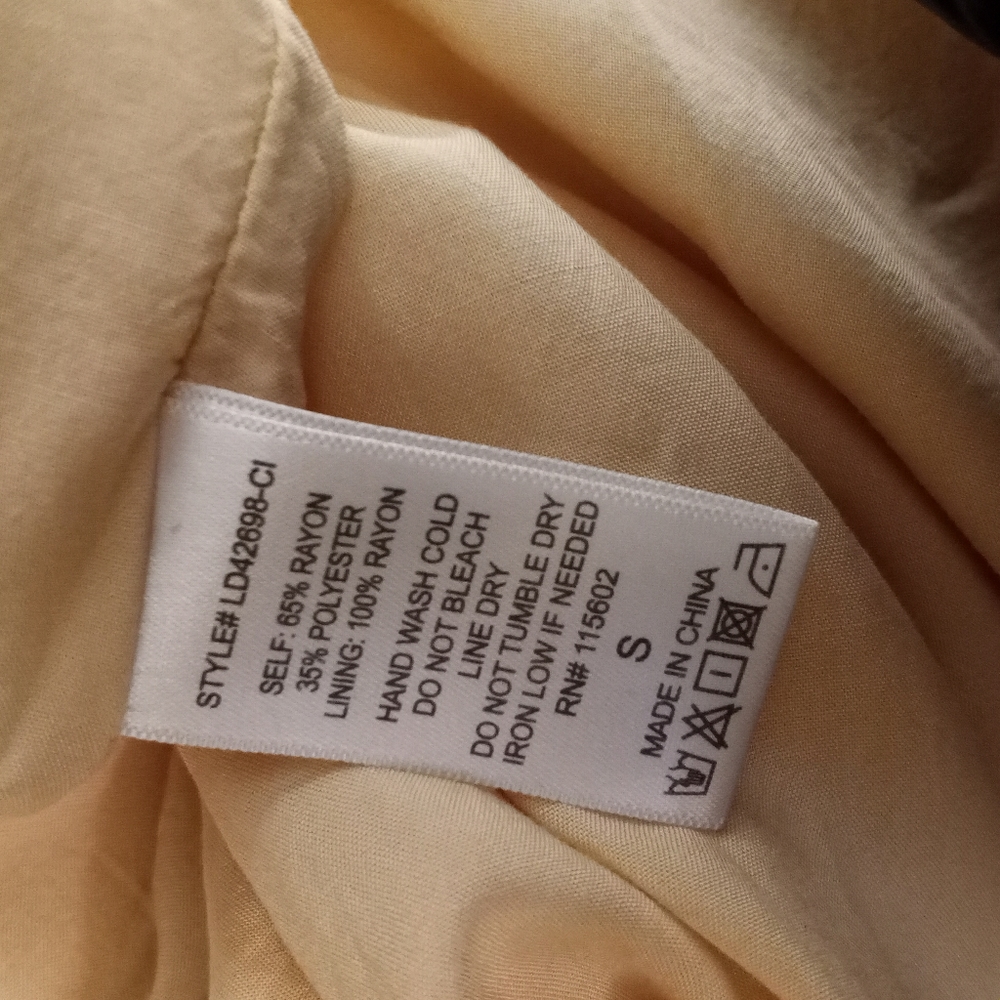 STYLE# LD42698-CI
SELF: 65% RAYON
35% POLYESTER
LINING: 100% RAYON
HAND WASH COLD
DO NOT BLEACH
LINE DRY
DO NOT TUMBLE DRY
IRON LOW IF NEEDED
RN# 115602
S
MADE IN CHINA